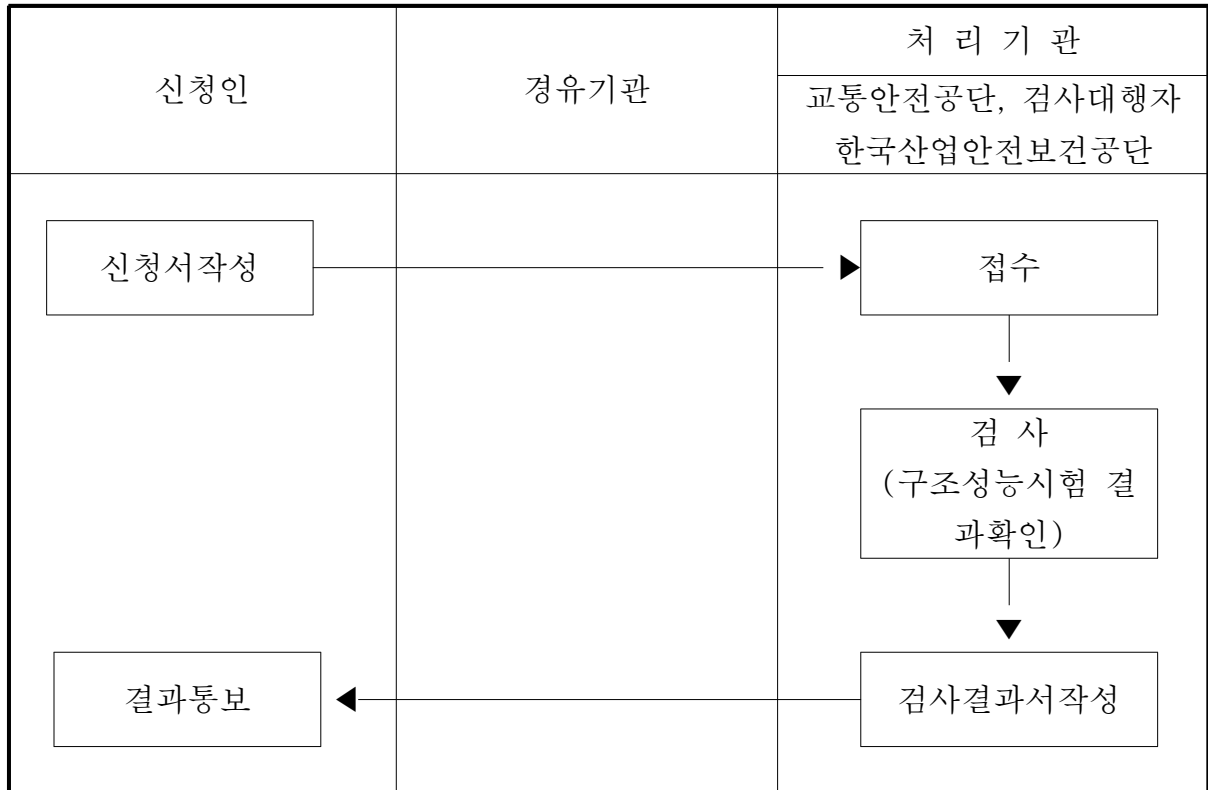 신청인
경유기관
처 리 기 관
교통안전공단, 검사대행자
한국산업안전보건공단
신청서작성
접수
검 사
(구조성능시험 결
과확인)
결과통보
검사결과서작성